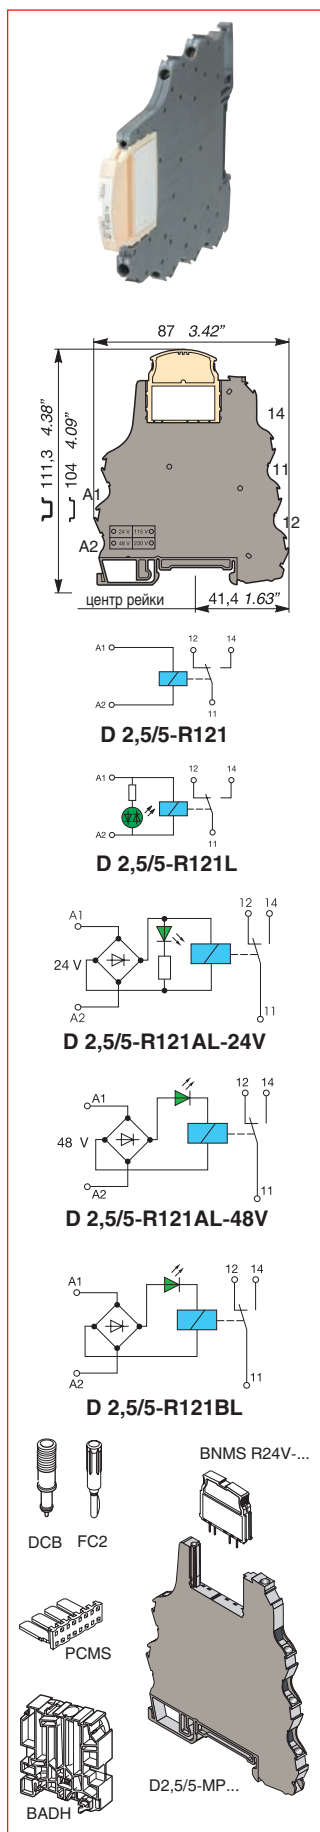 87 3.42”
111,3 4.38”
104 4.09”
14
11
12
A1
A2
24 V 115 V
48 V 230 V
центр рейки
41,4 1.63”
A1 12 14
A2 11
D 2,5/5-R121
A1 12 14
A2 11
D 2,5/5-R121L
A1 12 14
24 V
A2 11
D 2,5/5-R121AL-24V
A1 12 14
48 V
A2 11
D 2,5/5-R121AL-48V
A1 12 14
A2 11
D 2,5/5-R121BL
BNMS R24V-...
DCB FC2
PCMS
D2,5/5-MP...
BADH